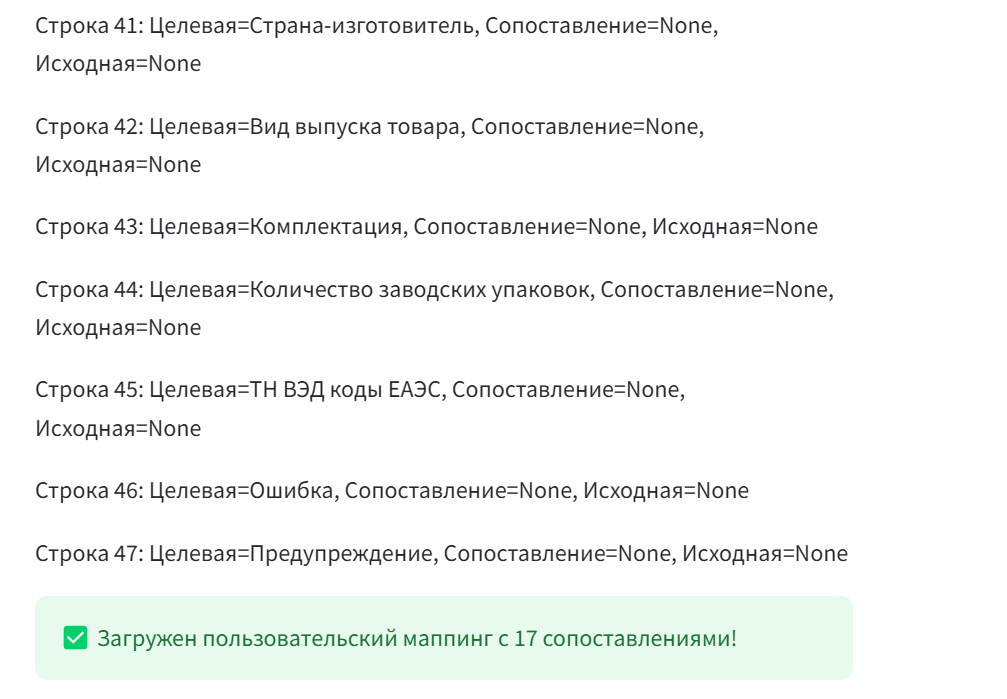 Строка 41: Целевая=Страна-изготовитель, Сопоставление=None,
Исходная=None
Строка 42: Целевая=Вид выпуска товара, Сопоставление=None,
Исходная=None
Строка 43: Целевая=Комплектация, Сопоставление=None, Исходная=None
Строка 44: Целевая=Количество заводских упаковок, Сопоставление=None,
Исходная=None
Строка 45: Целевая=ТН ВЭД коды ЕАЭС, Сопоставление=None,
Исходная=None
Строка 46: Целевая=Ошибка, Сопоставление=None, Исходная=None
Строка 47: Целевая=Предупреждение, Сопоставление=None, Исходная=None
Загружен пользовательский маппинг с 17 сопоставлениями!